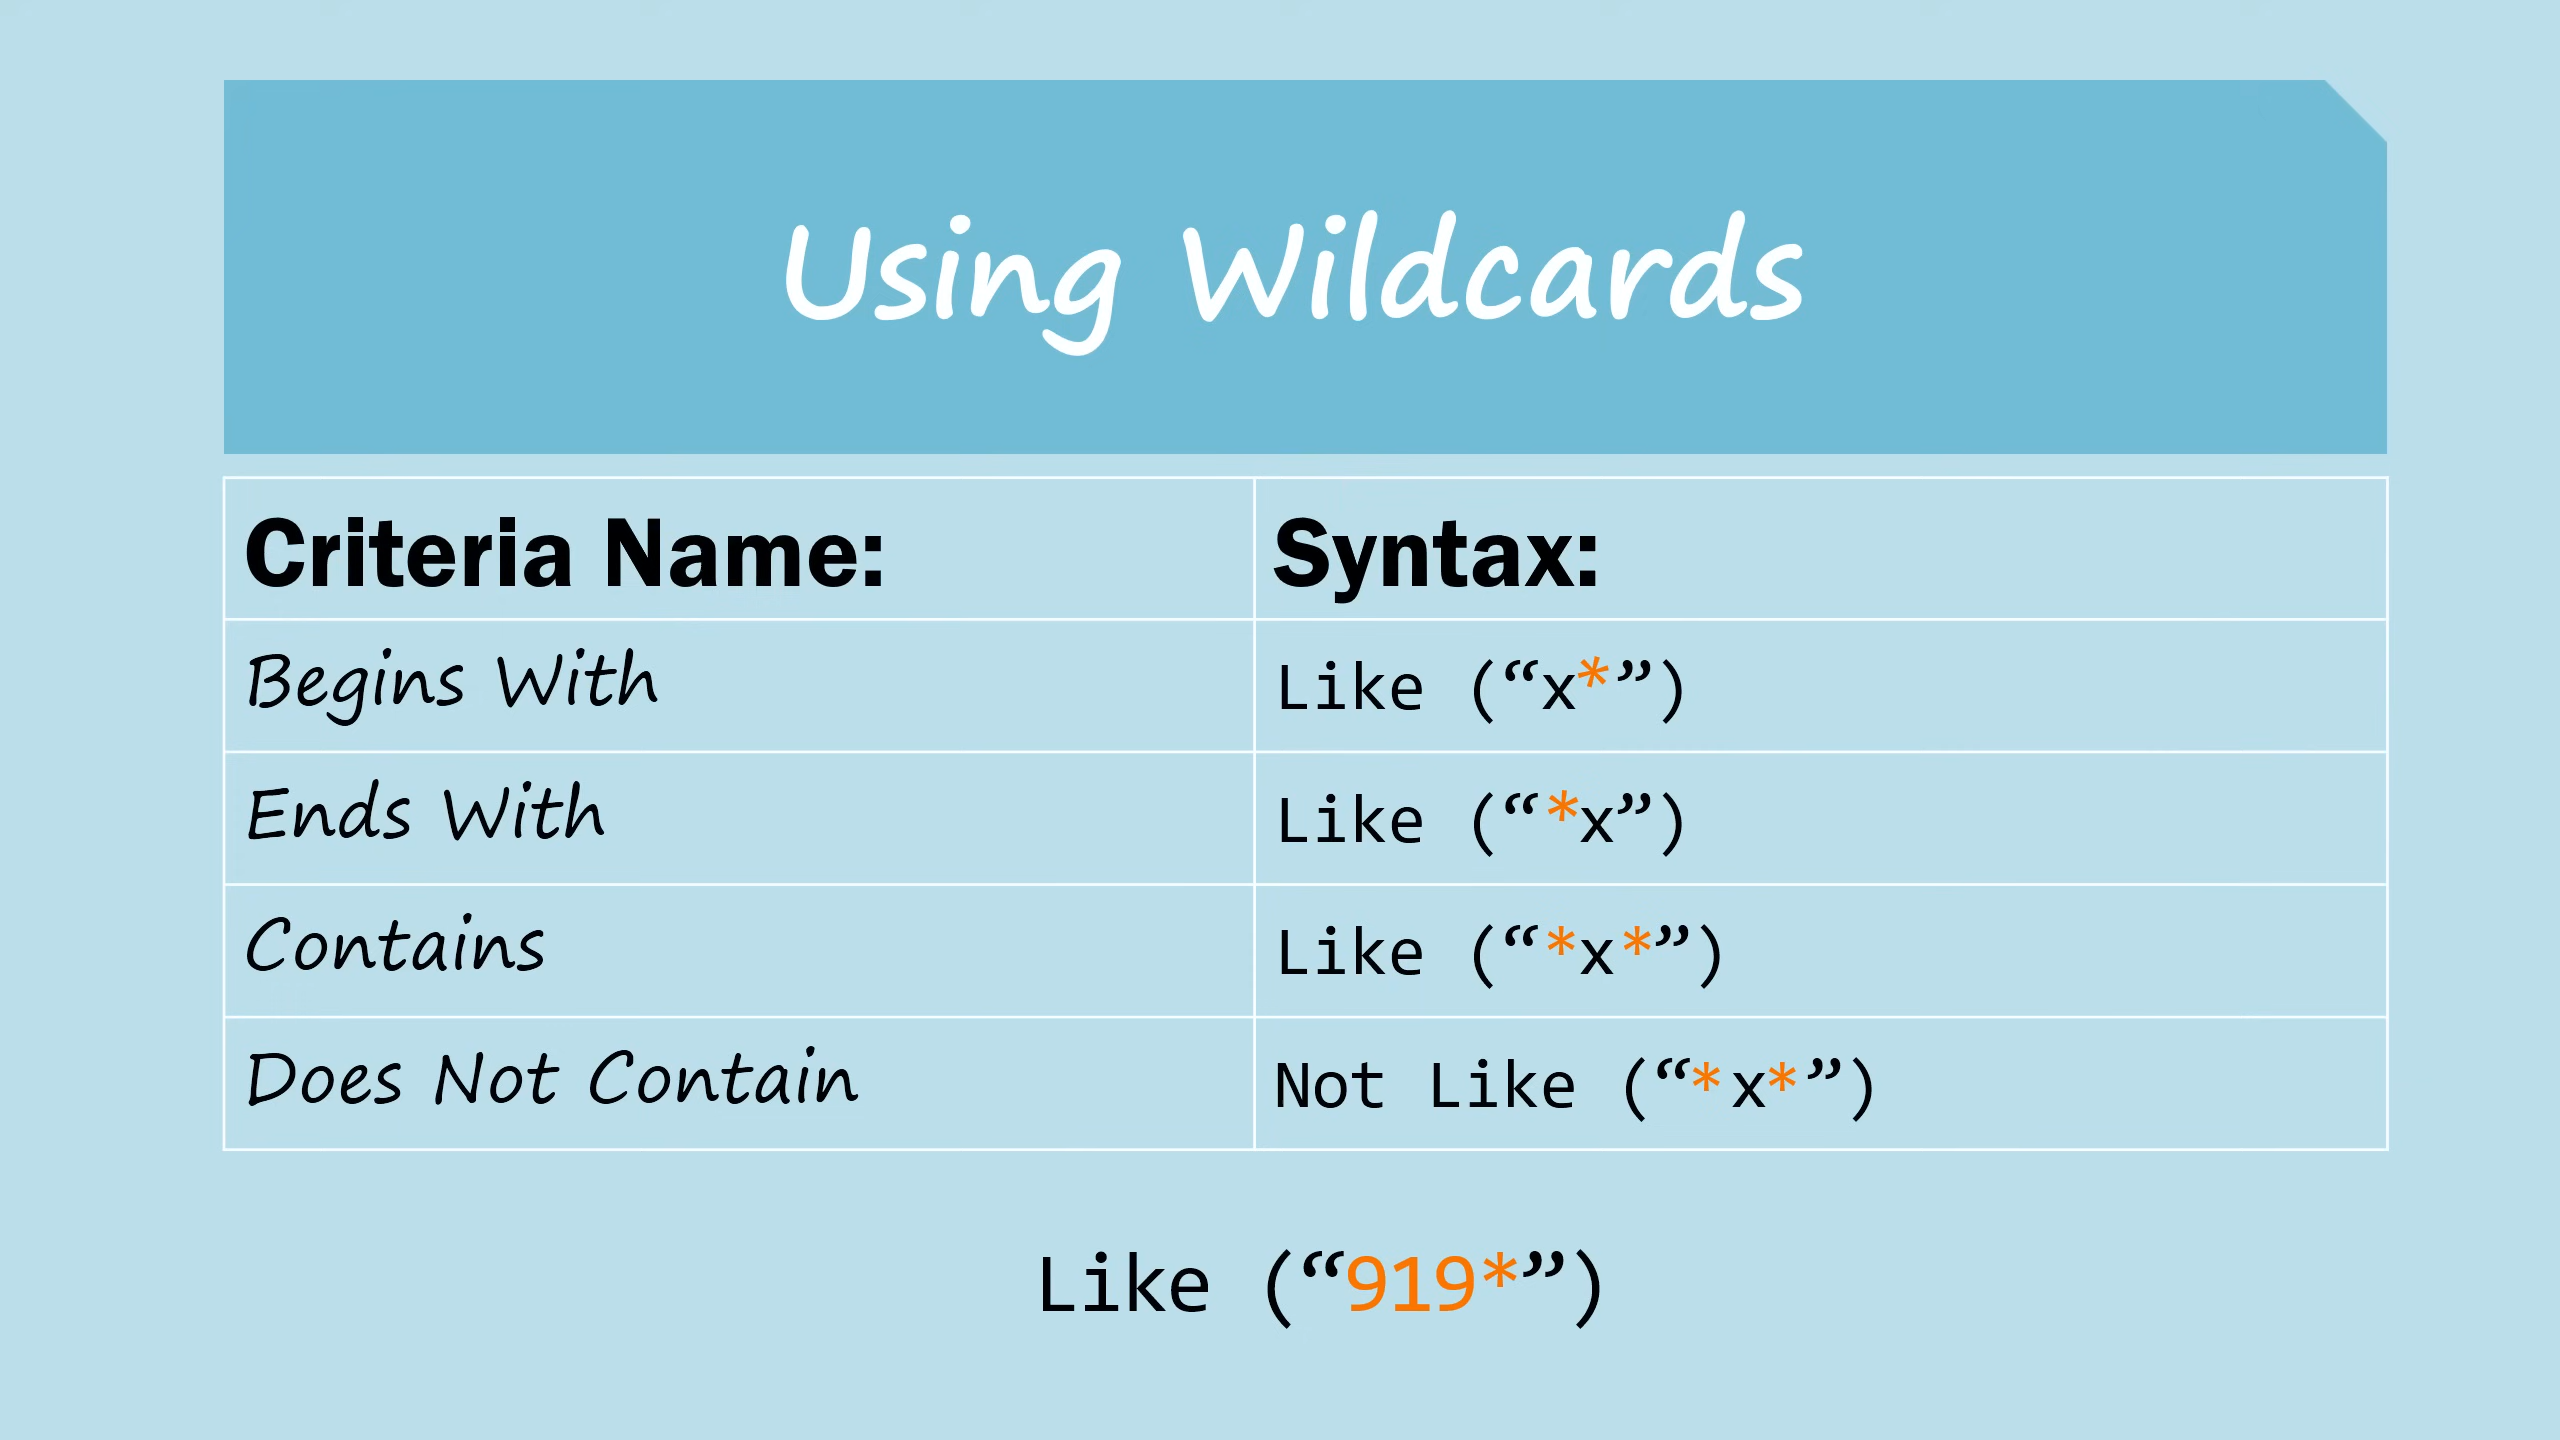 Using Wildcards
Criteria Name: Syntax:
Begins With Like (“x*”)
Ends With Like (“*x”)
Contains Like (“*x*”)
Does Not Contain Not Like (“*x*”)
Like (“919*”)